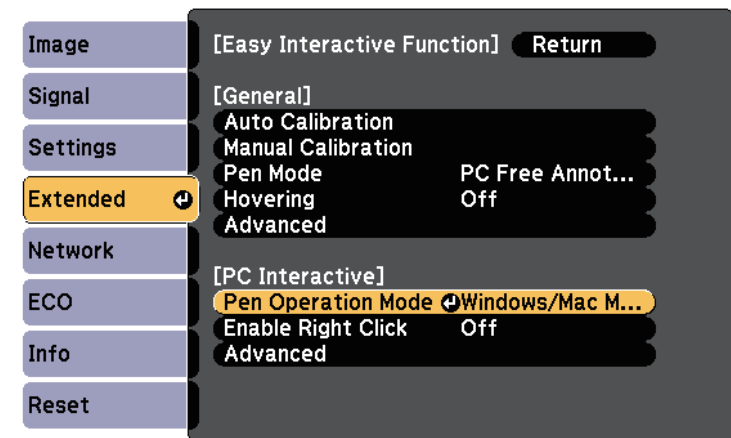 Image
Signal
Settings
Extended
Network
ECO
Info
Reset
[Easy Interactive Function] Return
[General]
Auto Calibration
Manual Calibration
Pen Mode PC Free Annot...
Hovering Off
Advanced
[PC Interactive]
Pen Operation Mode Windows/Mac M...
Enable Right Click Off
Advanced